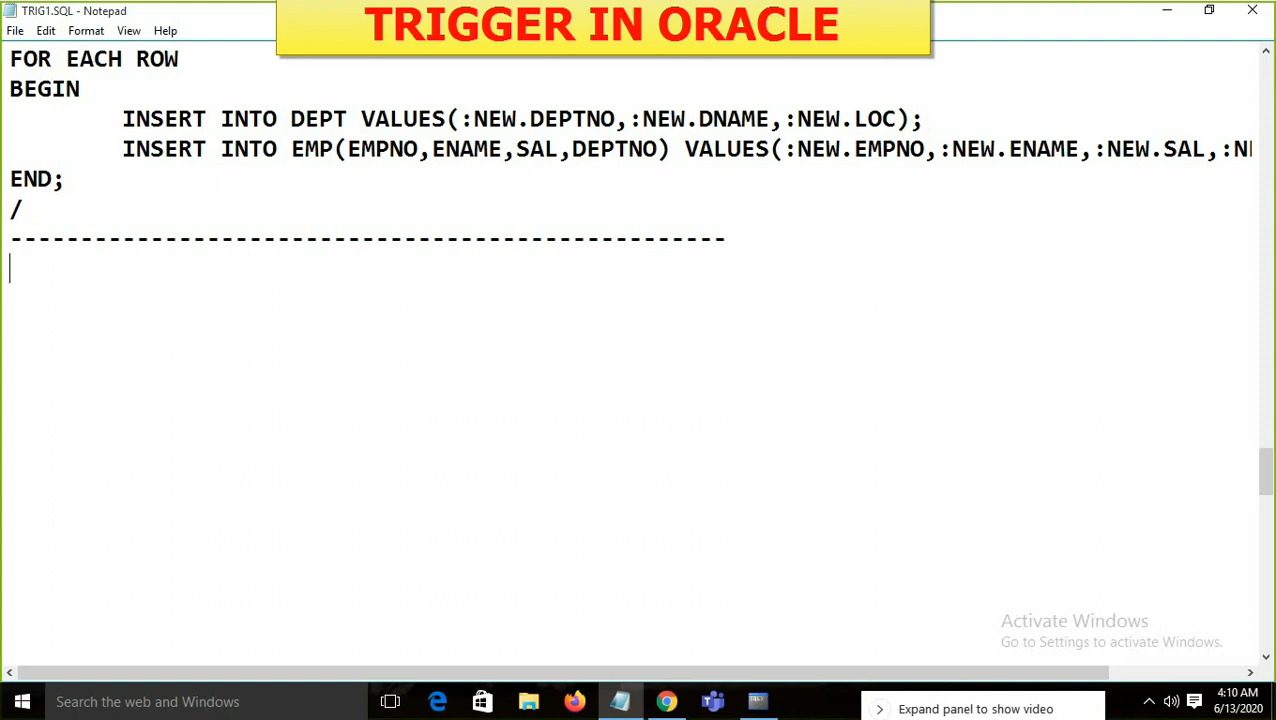 TRIG1.SQL - Notepad
TRIGGER IN ORACLE
File Edit Format View Help
FOR EACH ROW
BEGIN
INSERT INTO DEPT VALUES(:NEW.DEPTNO,:NEW.DNAME,:NEW.LOC);
INSERT INTO EMP(EMPNO,ENAME,SAL,DEPTNO) VALUES(:NEW.EMPNO,:NEW.ENAME,:NEW.SAL,:NE
END;
/
---------------------------------------------------
Activate Windows
Go to Settings to activate Windows.
Search the web and Windows
Expand panel to show video
4:10 AM
6/13/2020